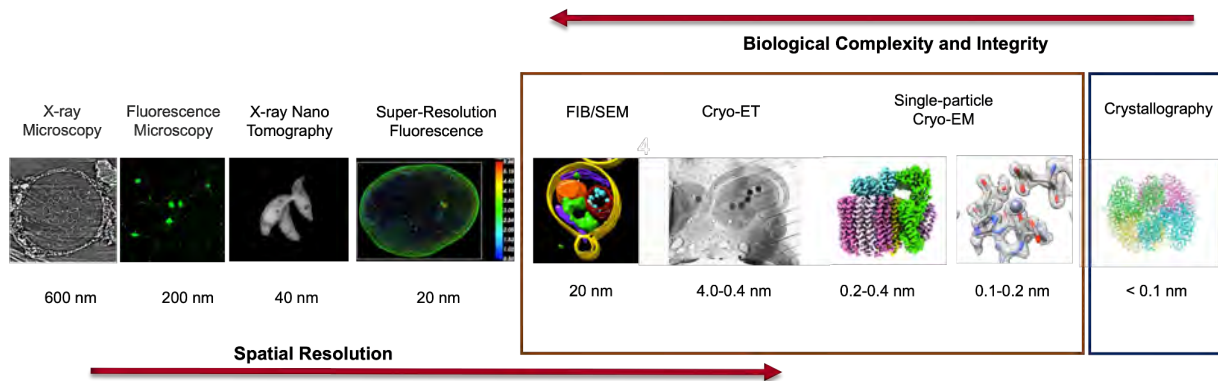 Biological Complexity and Integrity
X-ray
Microscopy
Fluorescence
Microscopy
X-ray Nano
Tomography
Super-Resolution
Fluorescence
FIB/SEM
Cryo-ET
Single-particle
Cryo-EM
Crystallography
4
600 nm
200 nm
40 nm
20 nm
20 nm
4.0-0.4 nm
0.2-0.4 nm
0.1-0.2 nm
< 0.1 nm
Spatial Resolution